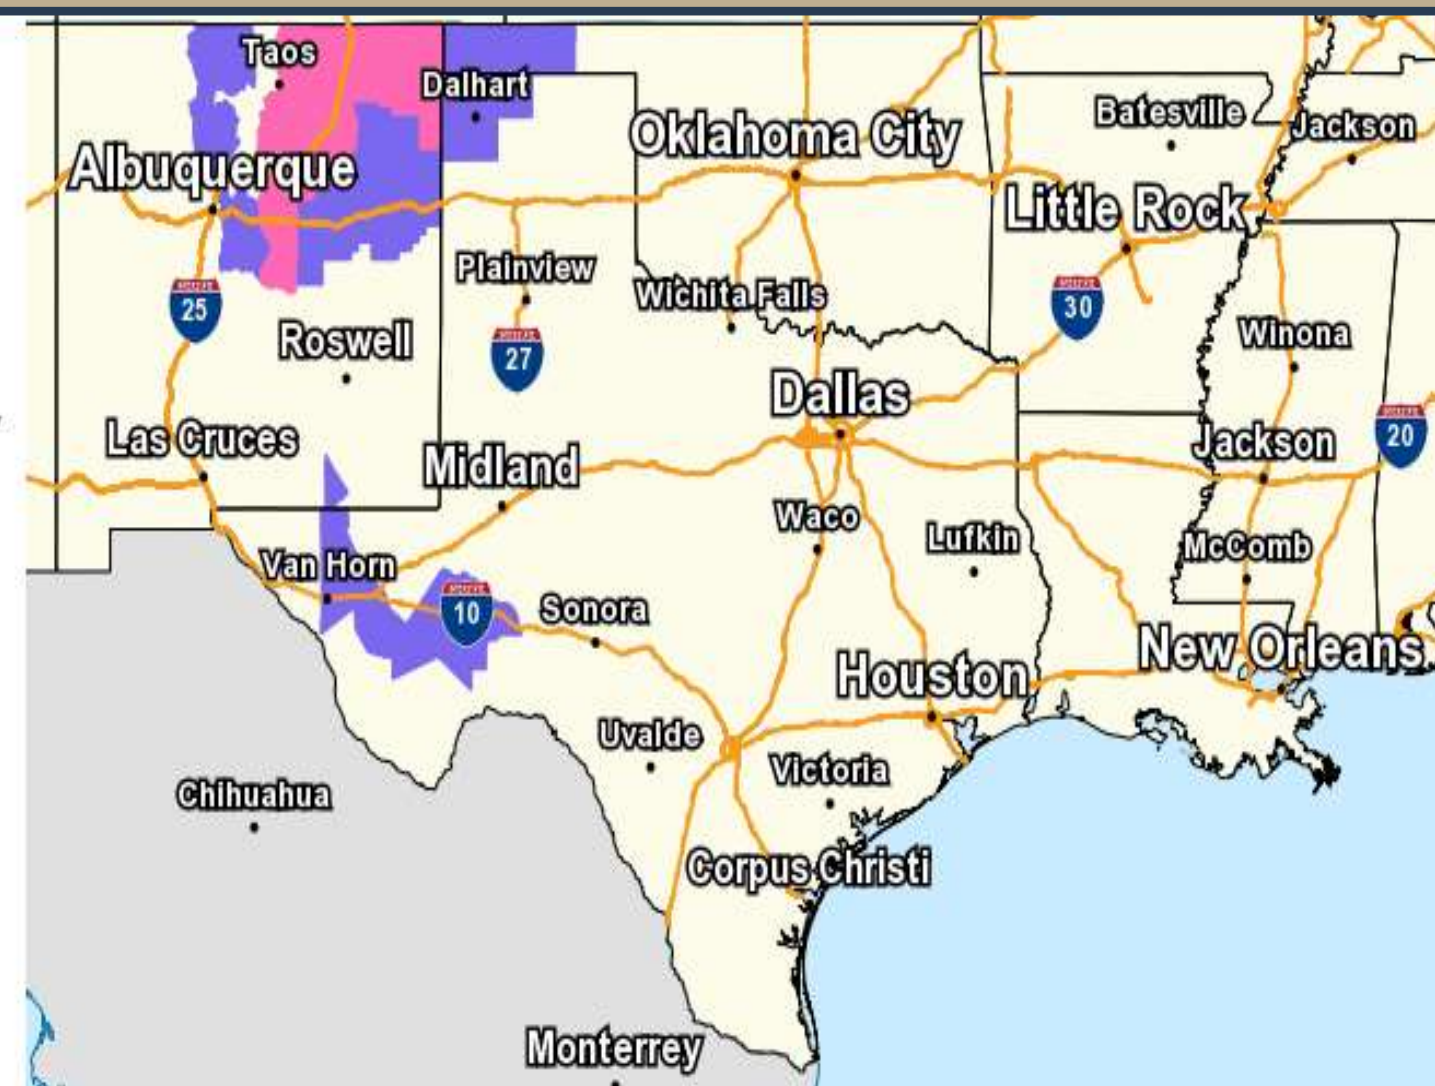 Taos
Dalhart
Oklahoma City
Batesville
Jackson
Albuquerque
Little Rock
Plainview
Wichita Falls
25
30
Roswell
27
Winona
Dallas
Las Cruces
Midland
Jackson
20
Waco
Lufkin
McComb
Van Horn
10
Sonora
New Orleans
Houston
Uvalde
Victoria
Chihuahua
Corpus Christi
Monterrey